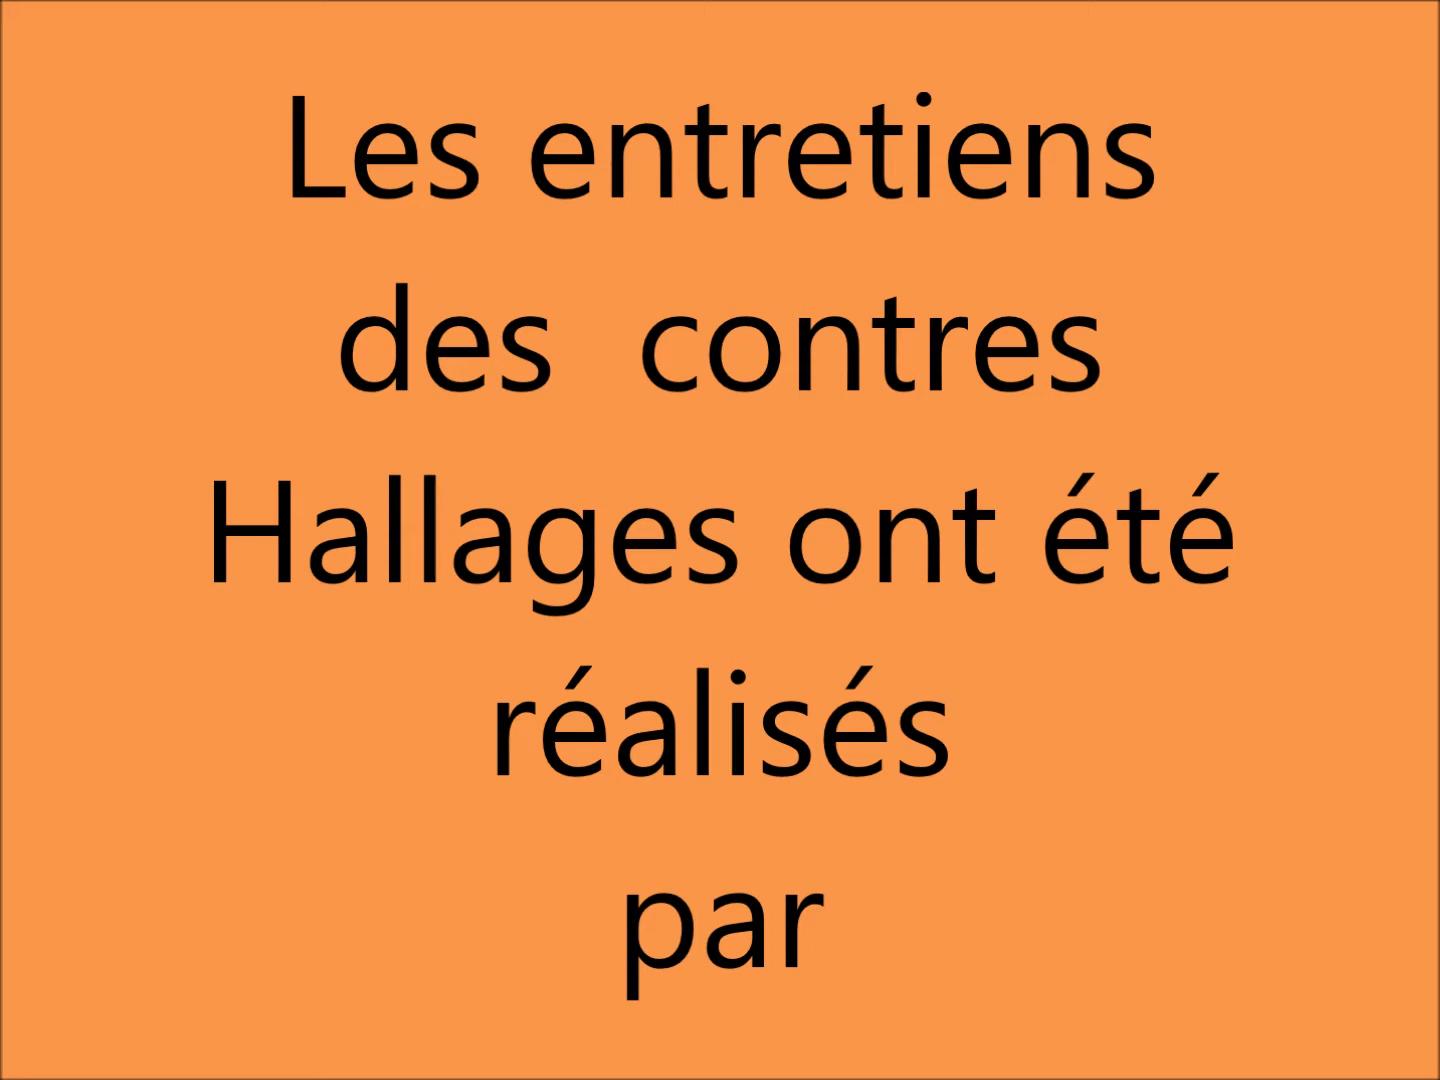 Les entretiens
des contres
Hallages ont été
réalisés
par